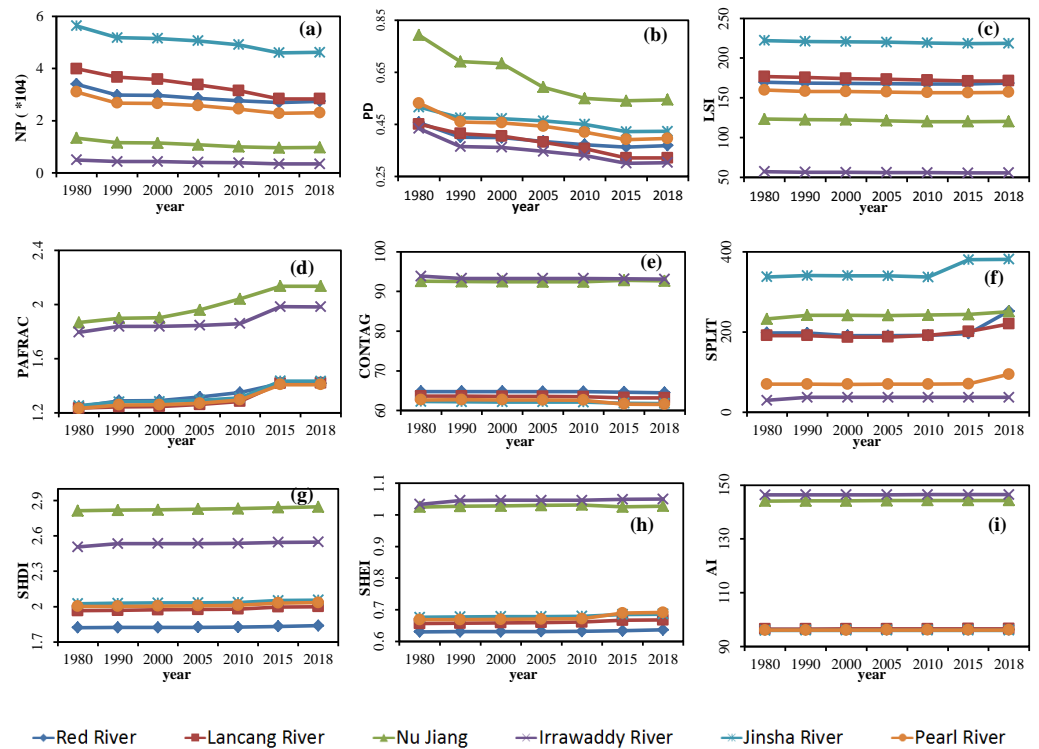 6
4
2
0
NP ( *104)
(a)
1980 1990 2000 2005 2010 2015 2018
year
0.85
0.65
0.45
0.25
PD
(b)
1980 1990 2000 2005 2010 2015 2018
year
250
200
150
100
50
LSI
(c)
1980 1990 2000 2005 2010 2015 2018
year
2.4
2
1.6
1.2
PAFRAC
(d)
1980 1990 2000 2005 2010 2015 2018
year
100
90
80
70
60
CONTAG
(e)
1980 1990 2000 2005 2010 2015 2018
year
400
200
0
SPLIT
(f)
1980 1990 2000 2005 2010 2015 2018
year
2.9
2.6
2.3
2
1.7
SHDI
(g)
1980 1990 2000 2005 2010 2015 2018
year
1.1
1
0.9
0.8
0.7
0.6
SHEI
(h)
1980 1990 2000 2005 2010 2015 2018
year
150
130
110
90
AI
(i)
1980 1990 2000 2005 2010 2015 2018
year
Red River Lancang River Nu Jiang Irrawaddy River Jinsha River Pearl River